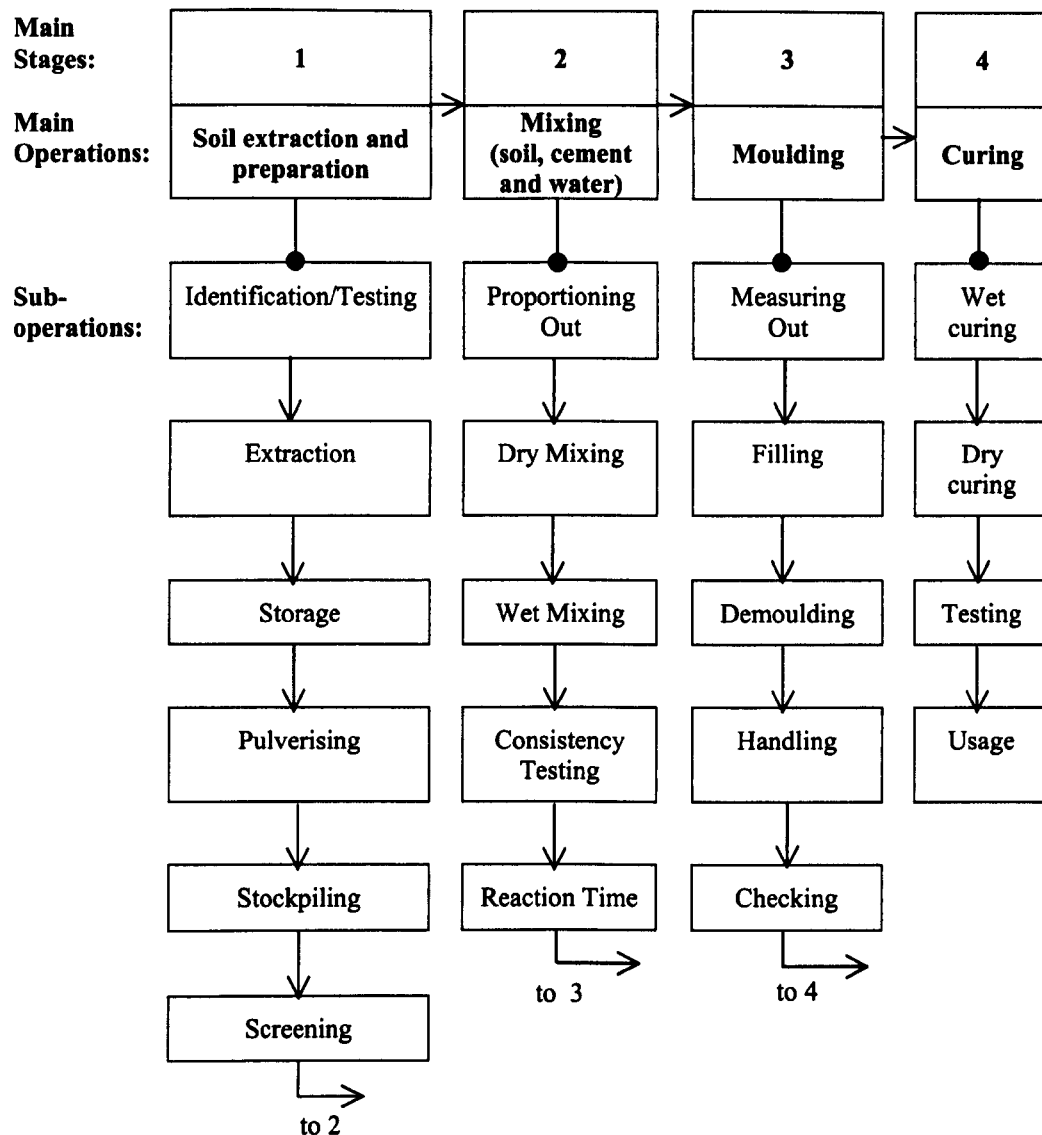 Main
Stages:
1
2
3
4
Main
Operations:
Soil extraction and
preparation
Mixing
(soil, cement
and water)
Moulding
Curing
Sub-
operations:
Identification/Testing
Proportioning
Out
Measuring
Out
Wet
curing
Extraction
Dry Mixing
Filling
Dry
curing
Storage
Wet Mixing
Demoulding
Testing
Pulverising
Consistency
Testing
Handling
Usage
Stockpiling
Reaction Time
Checking
to 3
to 4
Screening
to 2